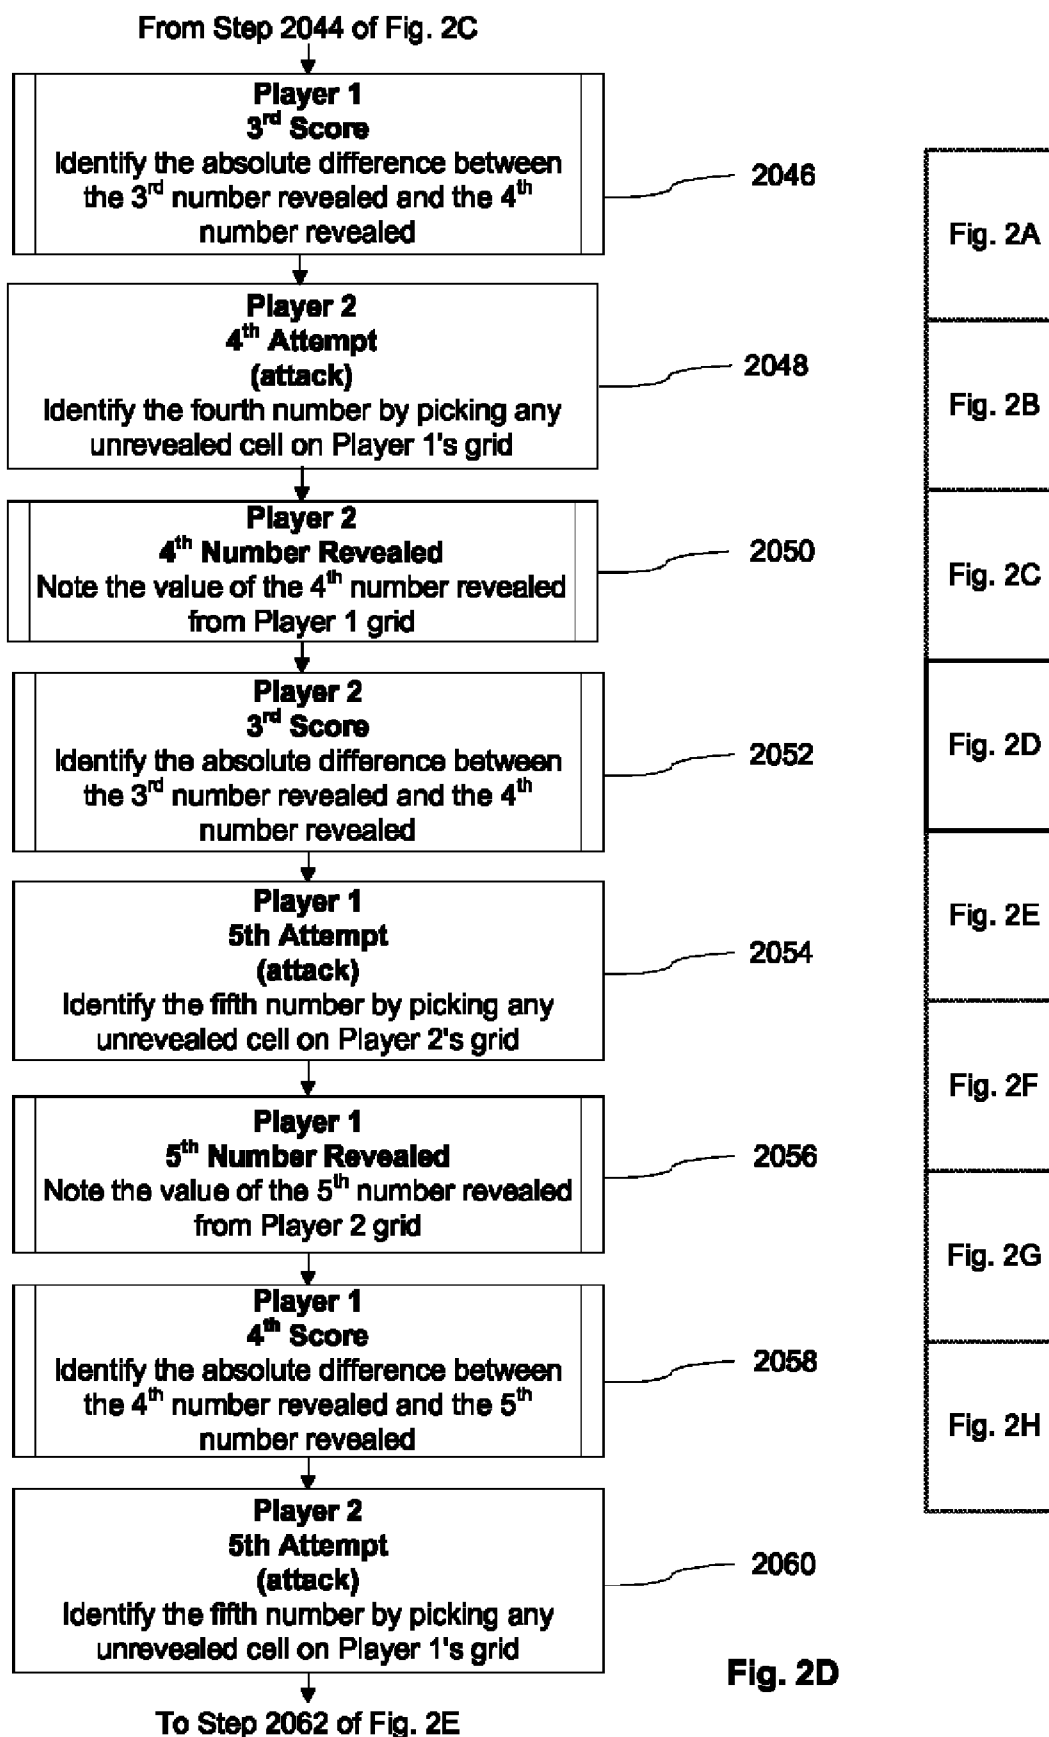 From Step 2044 of Fig. 2C
Player 1
3rd Score
Identify the absolute difference between
the 3rd number revealed and the 4th
number revealed
2046
Player 2
4th Attempt
(attack)
Identify the fourth number by picking any
unrevealed cell on Player 1's grid
2048
Player 2
4th Number Revealed
Note the value of the 4th number revealed
from Player 1 grid
2050
Player 2
3rd Score
Identify the absolute difference between
the 3rd number revealed and the 4th
number revealed
2052
Player 1
5th Attempt
(attack)
Identify the fifth number by picking any
unrevealed cell on Player 2's grid
2054
Player 1
5th Number Revealed
Note the value of the 5th number revealed
from Player 2 grid
2056
Player 1
4th Score
Identify the absolute difference between
the 4th number revealed and the 5th
number revealed
2058
Player 2
5th Attempt
(attack)
Identify the fifth number by picking any
unrevealed cell on Player 1's grid
2060
To Step 2062 of Fig. 2E
Fig. 2D
Fig. 2A
Fig. 2B
Fig. 2C
Fig. 2D
Fig. 2E
Fig. 2F
Fig. 2G
Fig. 2H